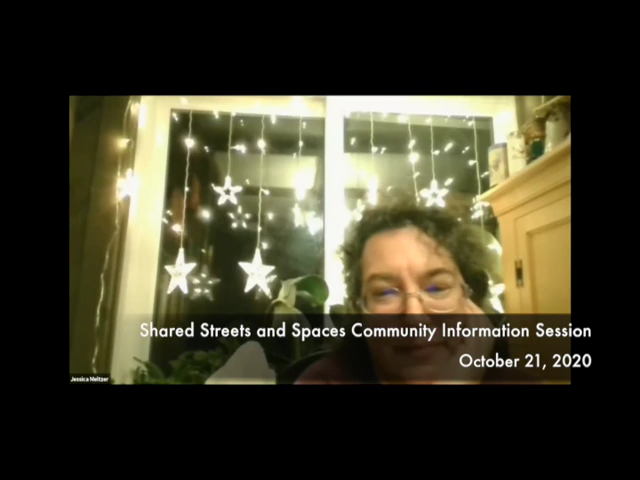 Shared Streets and Spaces Community Information Session
October 21, 2020
Jessica Meltzer